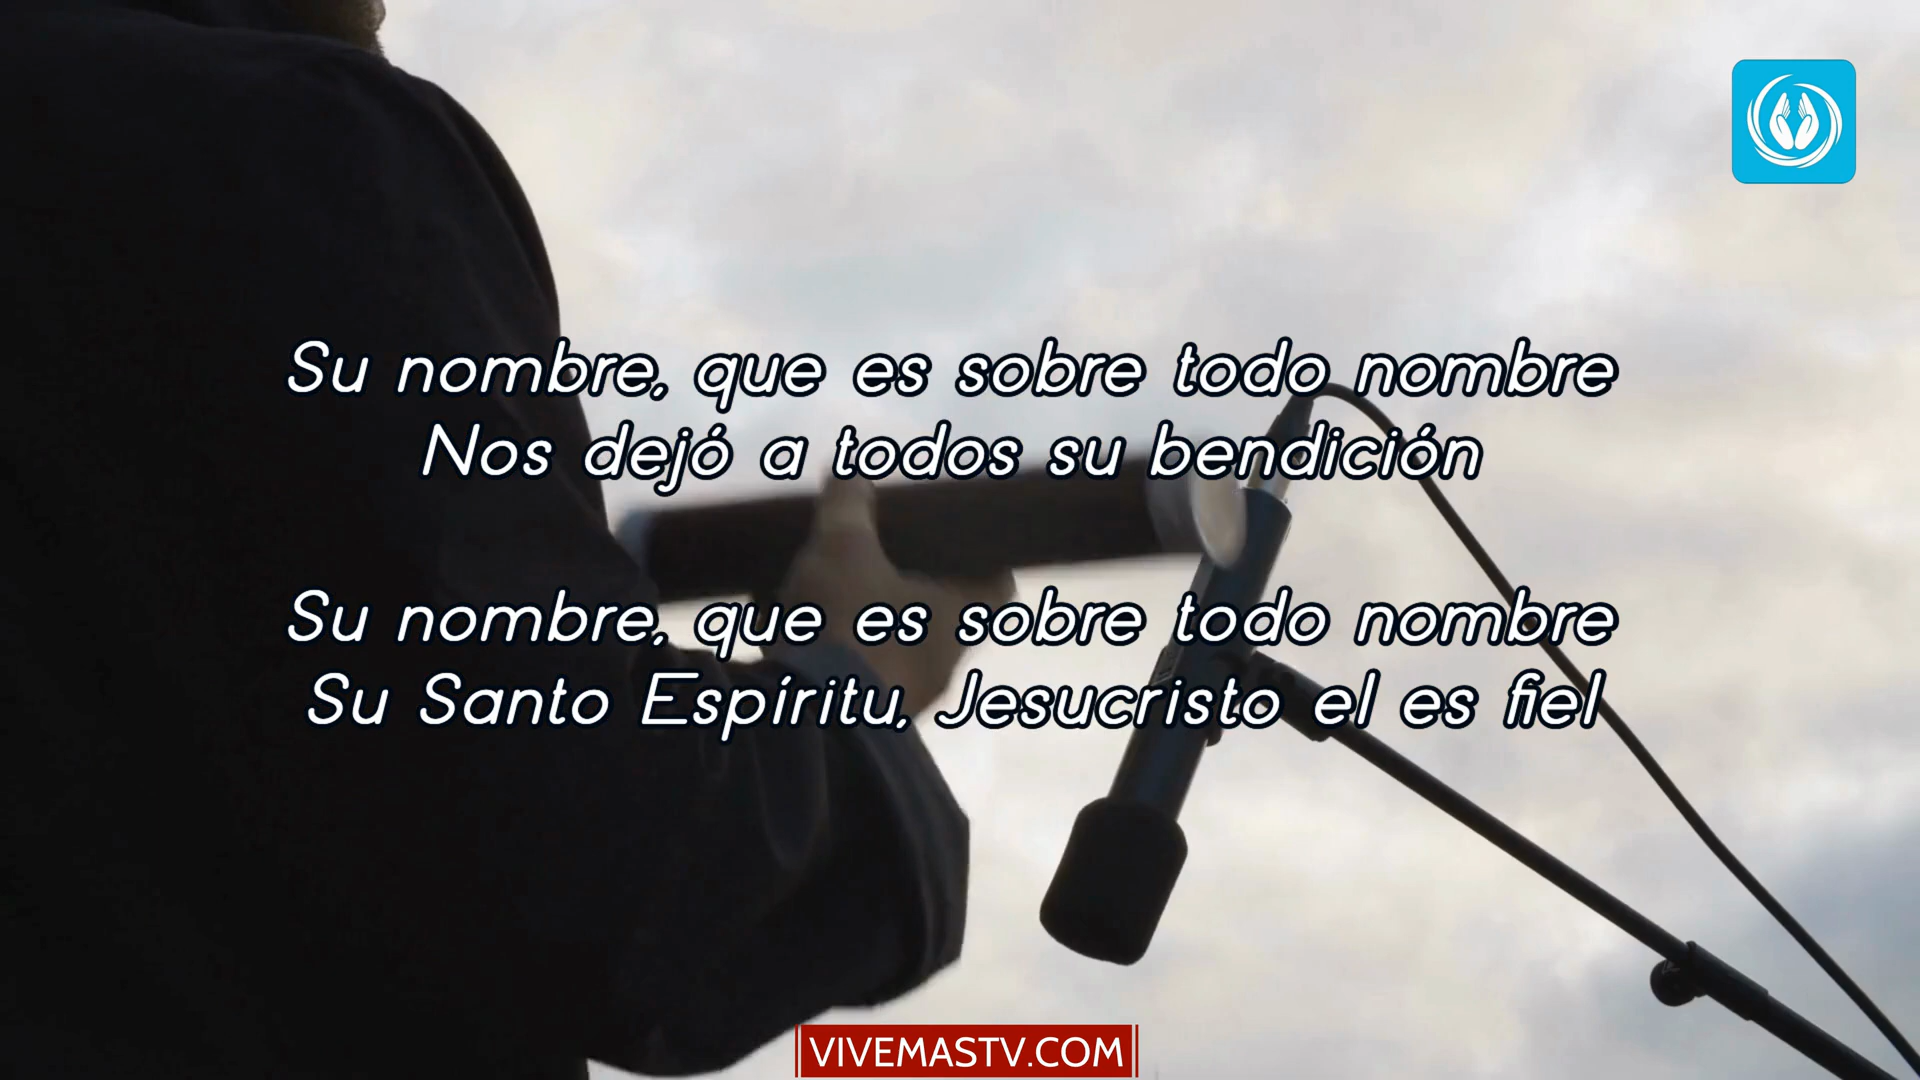 Su nombre, que es sobre todo nombre
Nos dejó a todos su bendición
Su nombre, que es sobre todo nombre
Su Santo Espíritu, Jesucristo el es fiel
VIVEMASTV.COM